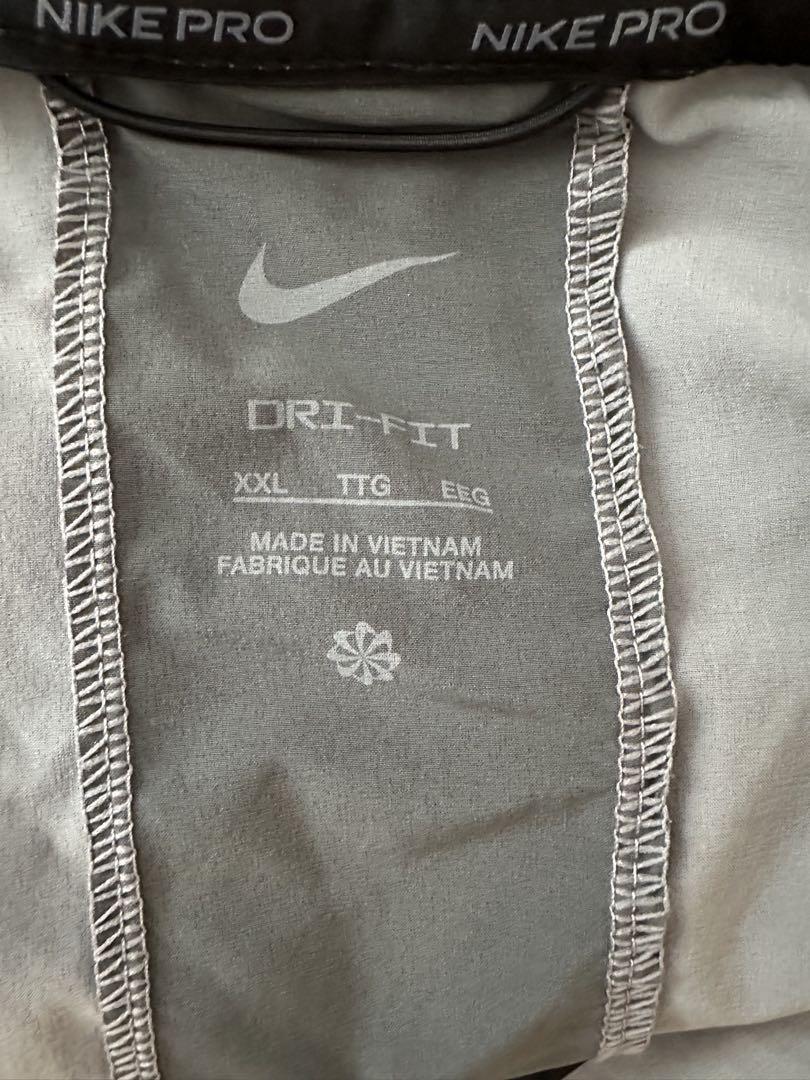 NIKE PRO NIKE PRO
DRI-FIT
XXL TTG EEG
MADE IN VIETNAM
FABRIQUE AU VIETNAM